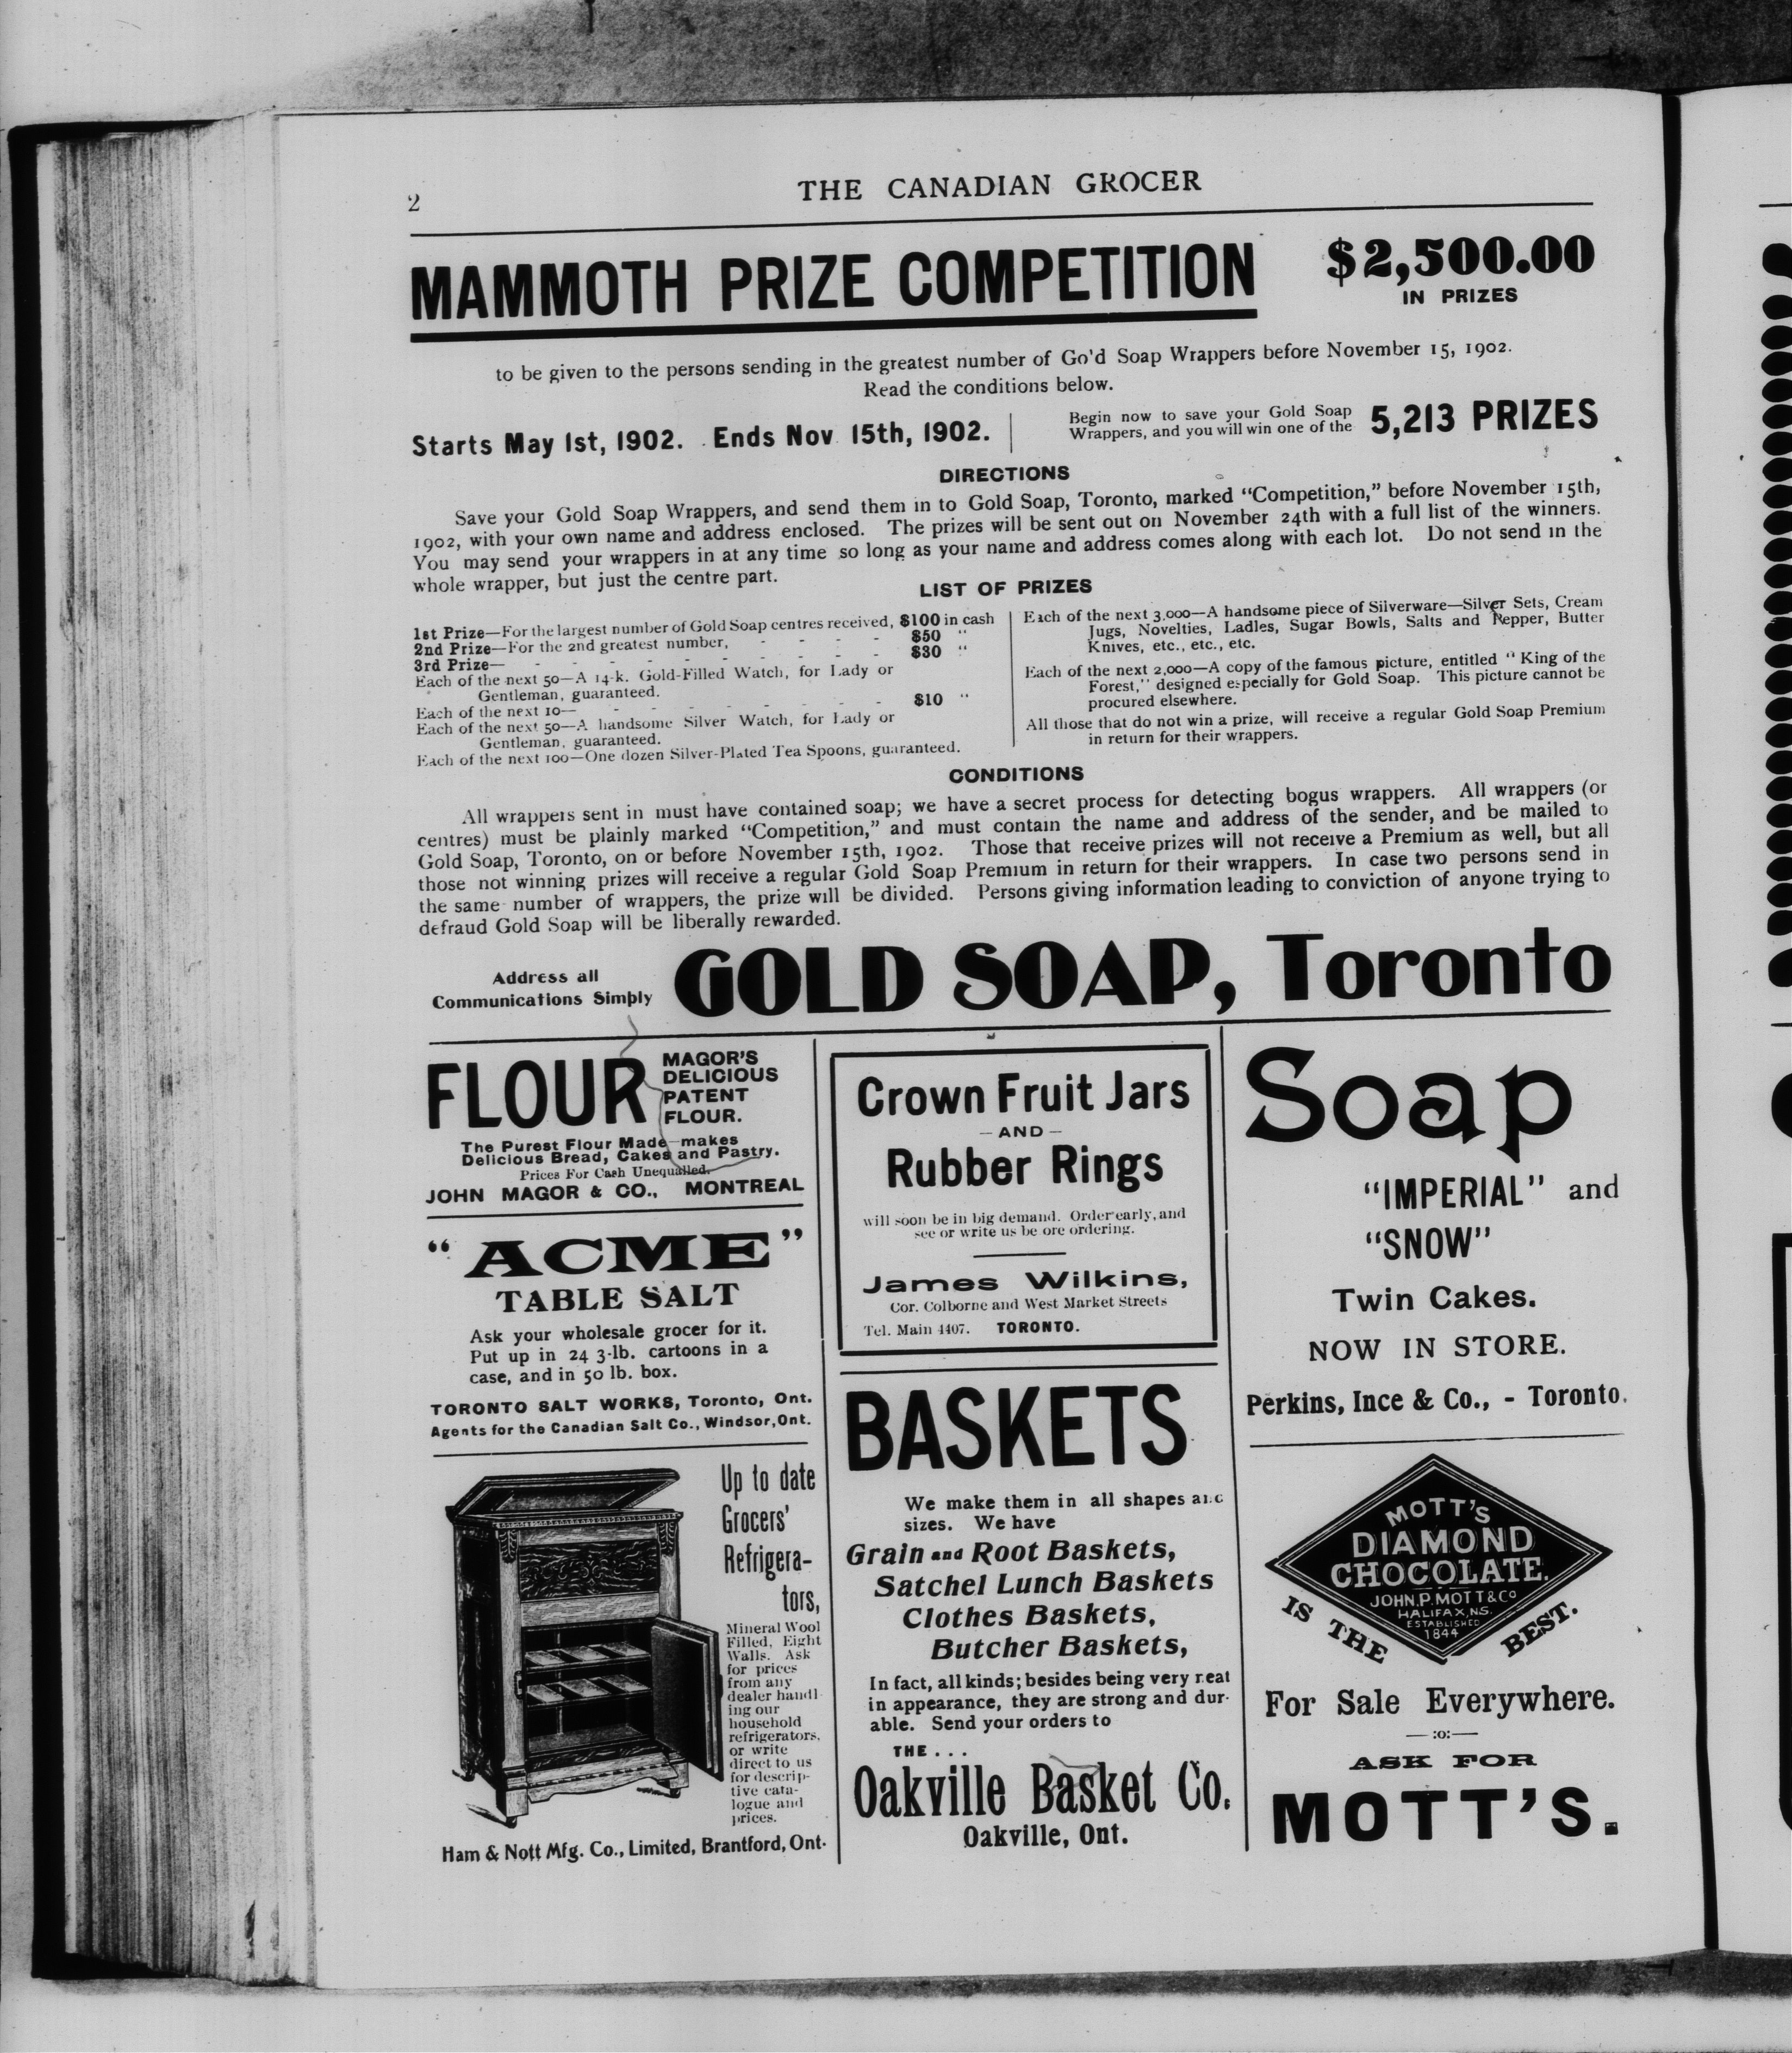 2
THE CANADIAN GROCER
MAMMOTH PRIZE COMPETITION
$2,500.00
IN PRIZES
to be given to the persons sending in the greatest number of Go'd Soap Wrappers before November 15, 1902.
Read the conditions below.
Starts May 1st, 1902. Ends Nov 15th, 1902.
Begin now to save your Gold Soap
Wrappers, and you will win one of the
5,213 PRIZES
DIRECTIONS
Save your Gold Soap Wrappers, and send them in to Gold Soap, Toronto, marked "Competition," before November 15th,
1902, with your own name and address enclosed. The prizes will be sent out on November 24th with a full list of the winners.
You may send your wrappers in at any time so long as your name and address comes along with each lot. Do not send in the
whole wrapper, but just the centre part.
LIST OF PRIZES
1st Prize—For the largest number of Gold Soap centres received, $100 in cash
2nd Prize—For the 2nd greatest number, - - - - $50 "
3rd Prize— - - - - - - - - - $30 "
Each of the next 50—A 14-k. Gold-Filled Watch, for Lady or
Gentleman, guaranteed.
Each of the next 10— - - - - - - - - $10 "
Each of the next 50—A handsome Silver Watch, for Lady or
Gentleman, guaranteed.
Each of the next 100—One dozen Silver-Plated Tea Spoons, guaranteed.
Each of the next 3,000—A handsome piece of Silverware—Silver Sets, Cream
Jugs, Novelties, Ladles, Sugar Bowls, Salts and Pepper, Butter
Knives, etc., etc., etc.
Each of the next 2,000—A copy of the famous picture, entitled "King of the
Forest," designed especially for Gold Soap. This picture cannot be
procured elsewhere.
All those that do not win a prize, will receive a regular Gold Soap Premium
in return for their wrappers.
CONDITIONS
All wrappers sent in must have contained soap; we have a secret process for detecting bogus wrappers. All wrappers (or
centres) must be plainly marked "Competition," and must contain the name and address of the sender, and be mailed to
Gold Soap, Toronto, on or before November 15th, 1902. Those that receive prizes will not receive a Premium as well, but all
those not winning prizes will receive a regular Gold Soap Premium in return for their wrappers. In case two persons send in
the same number of wrappers, the prize will be divided. Persons giving information leading to conviction of anyone trying to
defraud Gold Soap will be liberally rewarded.
Address all
Communications Simply
GOLD SOAP, Toronto
FLOUR
MAGOR'S
DELICIOUS
PATENT
FLOUR.
The Purest Flour Made—makes
Delicious Bread, Cakes and Pastry.
Prices For Cash Unequalled.
JOHN MAGOR & CO., MONTREAL
"ACME"
TABLE SALT
Ask your wholesale grocer for it.
Put up in 24 3-lb. cartoons in a
case, and in 50 lb. box.
TORONTO SALT WORKS, Toronto, Ont.
Agents for the Canadian Salt Co., Windsor, Ont.
Up to date
Grocers'
Refrigera-
tors,
Mineral Wool
Filled, Eight
Walls. Ask
for prices
from any
dealer handl-
ing our
household
refrigerators,
or write
direct to us
for descrip-
tive cata-
logue and
prices.
Ham & Nott Mfg. Co., Limited, Brantford, Ont.
Crown Fruit Jars
—AND—
Rubber Rings
will soon be in big demand. Order early, and
see or write us be ore ordering.
James Wilkins,
Cor. Colborne and West Market Streets
Tel. Main 4407. TORONTO.
BASKETS
We make them in all shapes and
sizes. We have
Grain and Root Baskets,
Satchel Lunch Baskets
Clothes Baskets,
Butcher Baskets,
In fact, all kinds; besides being very neat
in appearance, they are strong and dur-
able. Send your orders to
THE...
Oakville Basket Co.
Oakville, Ont.
Soap
"IMPERIAL" and
"SNOW"
Twin Cakes.
NOW IN STORE.
Perkins, Ince & Co., - Toronto.
MOTT'S
DIAMOND
CHOCOLATE.
JOHN.P.MOTT & Co
HALIFAX, N.S.
ESTABLISHED
1844
IS THE BEST.
For Sale Everywhere.
—:o:—
ASK FOR
MOTT'S.